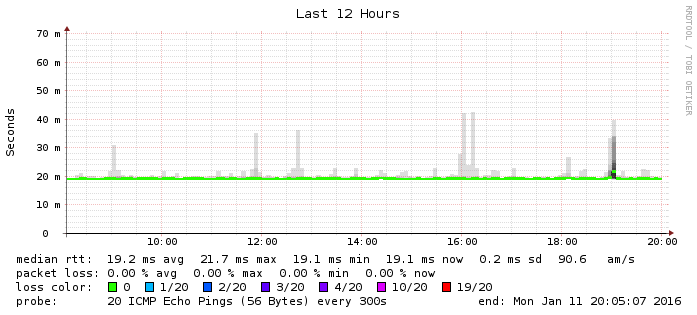 Last 12 Hours
RRDTOOL / TOBI OETIKER
Seconds
70 m
60 m
50 m
40 m
30 m
20 m
10 m
0
10:00 12:00 14:00 16:00 18:00 20:00
median rtt: 19.2 ms avg 21.7 ms max 19.1 ms min 19.1 ms now 0.2 ms sd 90.6 am/s
packet loss: 0.00 % avg 0.00 % max 0.00 % min 0.00 % now
loss color: 0 1/20 2/20 3/20 4/20 10/20 19/20
probe: 20 ICMP Echo Pings (56 Bytes) every 300s end: Mon Jan 11 20:05:07 2016